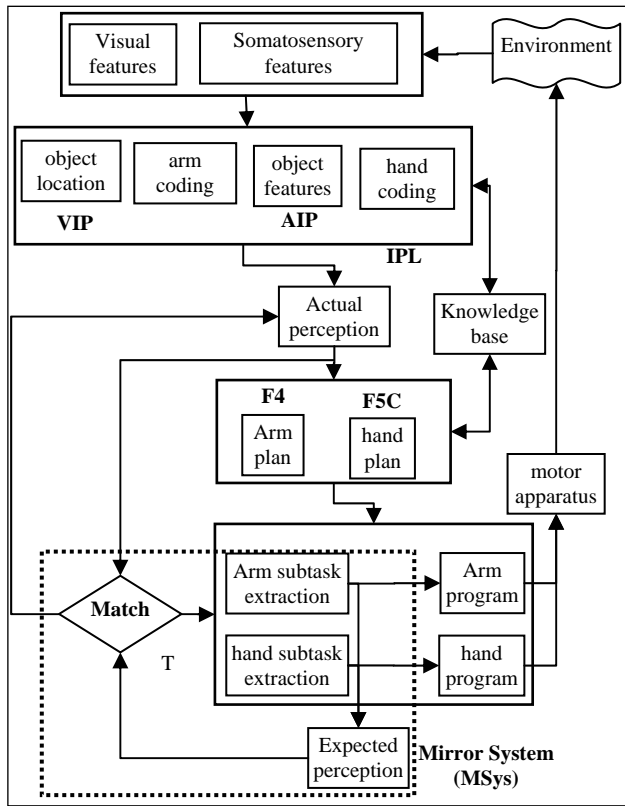 Visual
features
Somatosensory
features
Environment
object
location
arm
coding
object
features
hand
coding
VIP
AIP
IPL
Actual
perception
Knowledge
base
F4
F5C
Arm
plan
hand
plan
motor
apparatus
Arm subtask
extraction
Arm
program
Match
T
hand subtask
extraction
hand
program
Expected
perception
Mirror System
(MSys)